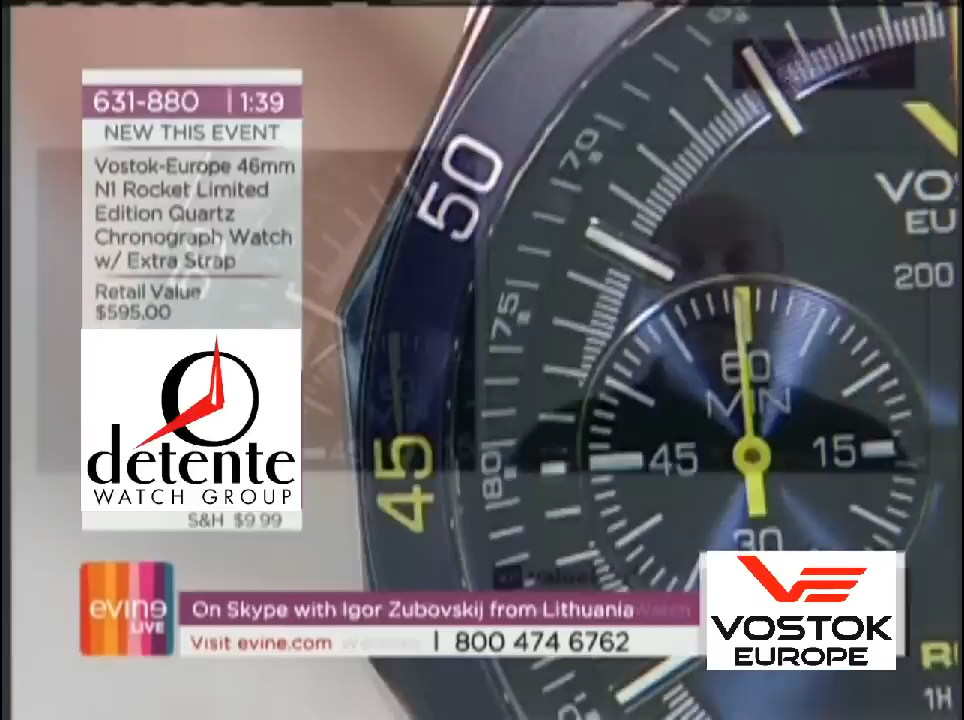 631-880 | 1:39
NEW THIS EVENT
Vostok-Europe 46mm
N1 Rocket Limited
Edition Quartz
Chronograph Watch
w/ Extra Strap
Retail Value
$595.00
detente
WATCH GROUP
S&H $9.99
evine
LIVE
On Skype with Igor Zubovskij from Lithuania
Visit evine.com | 800 474 6762
VOSTOK
EUROPE
50
45
70
75
80
VO
EU
200
60
MIN
45
15
30
1H